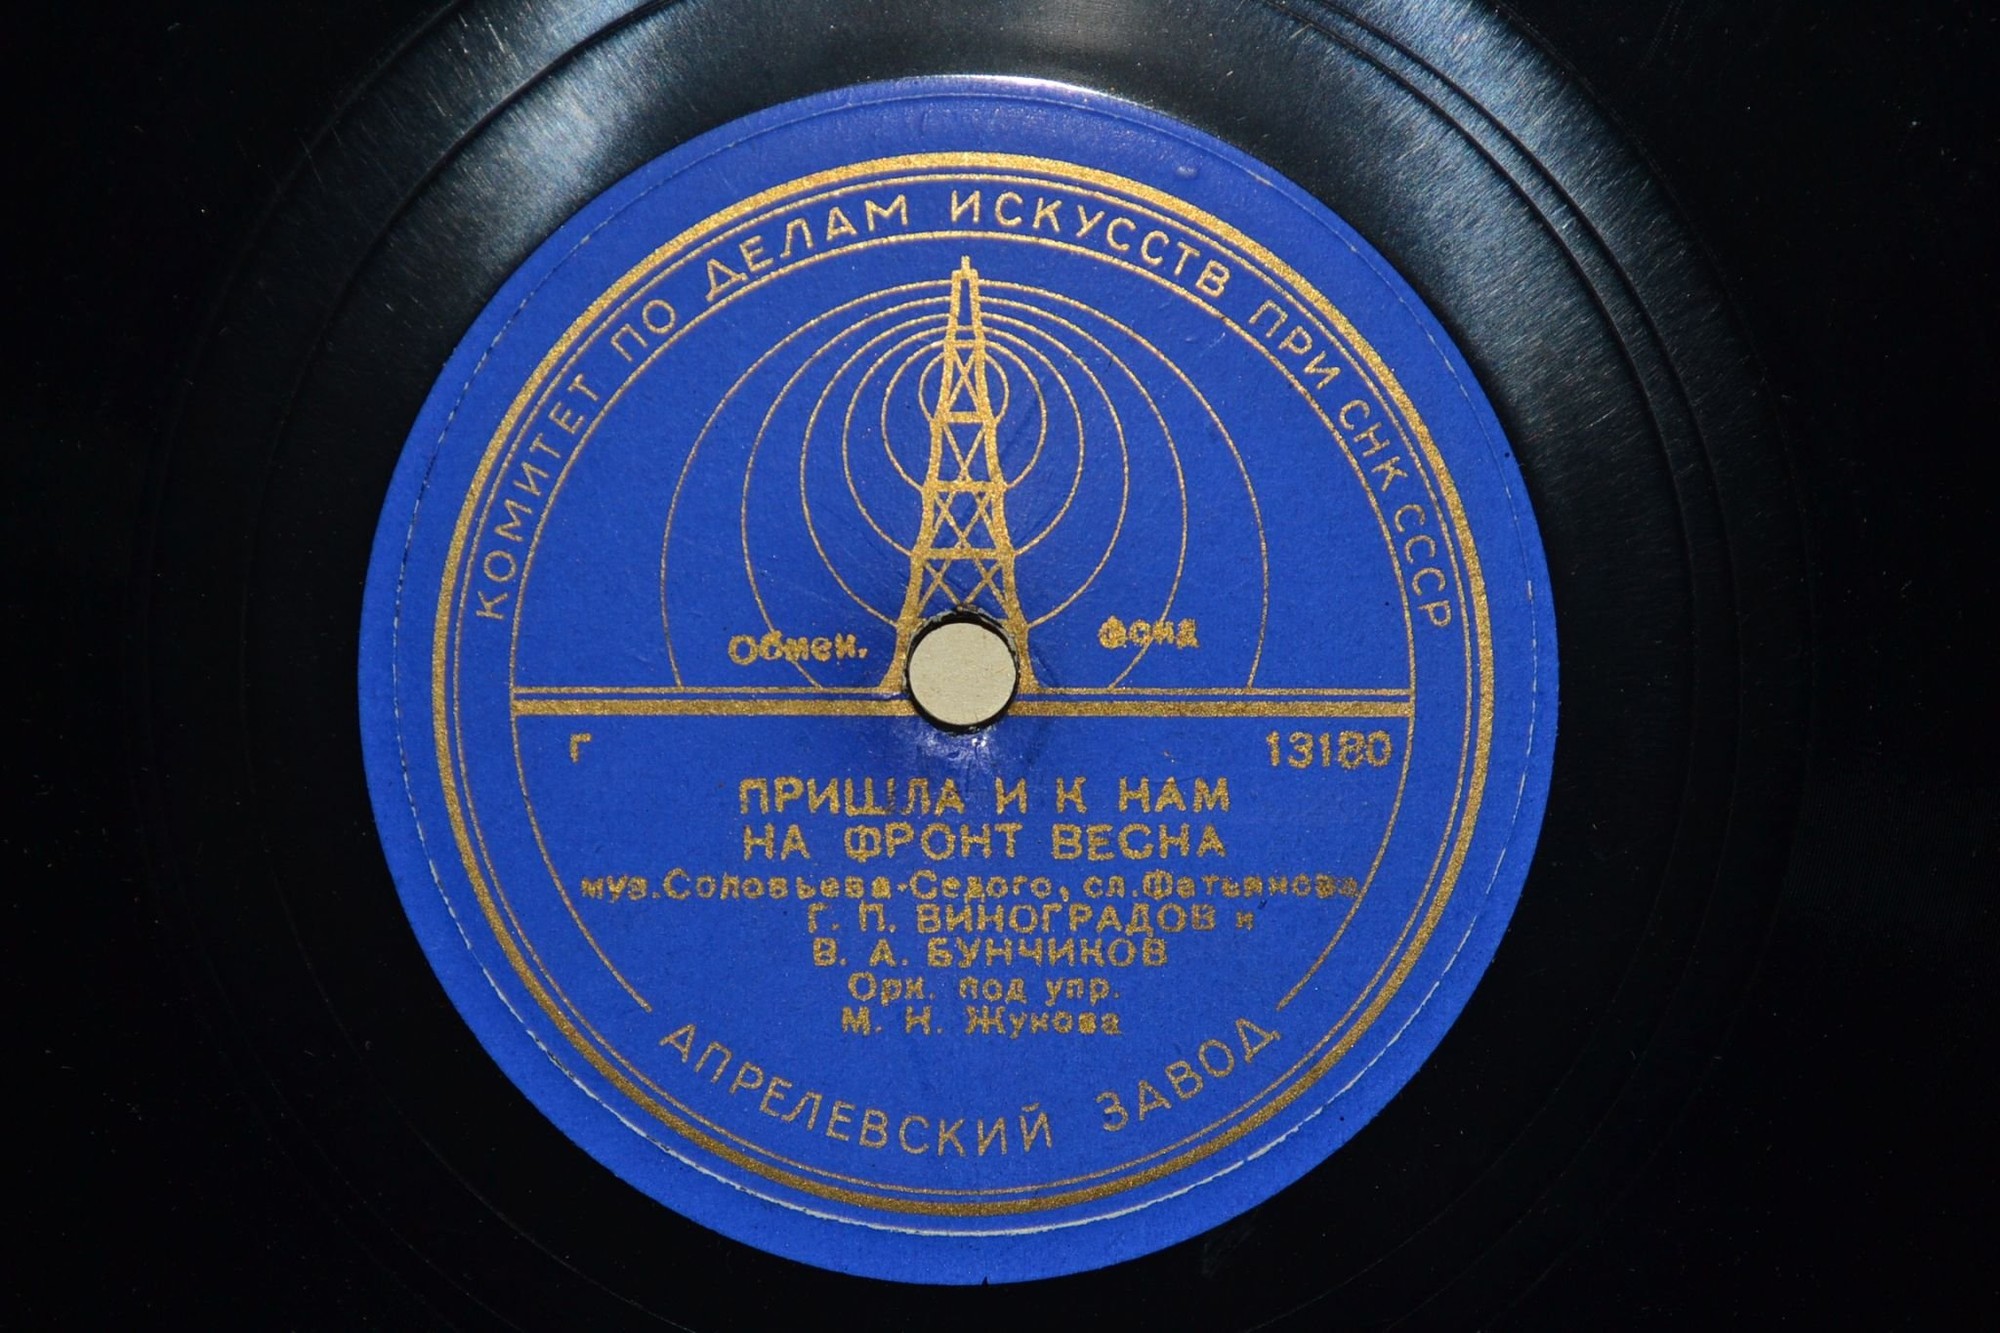 КОМИТЕТ ПО ДЕЛАМ ИСКУССТВ ПРИ СНК СССР
Обмен. Фонд
Г 13180
ПРИШЛА И К НАМ
НА ФРОНТ ВЕСНА
муз. Соловьева-Седого, сл. Фатьянова
Г. П. ВИНОГРАДОВ и
В. А. БУНЧИКОВ
Орк. под упр.
М. Н. Жукова
АПРЕЛЕВСКИЙ ЗАВОД